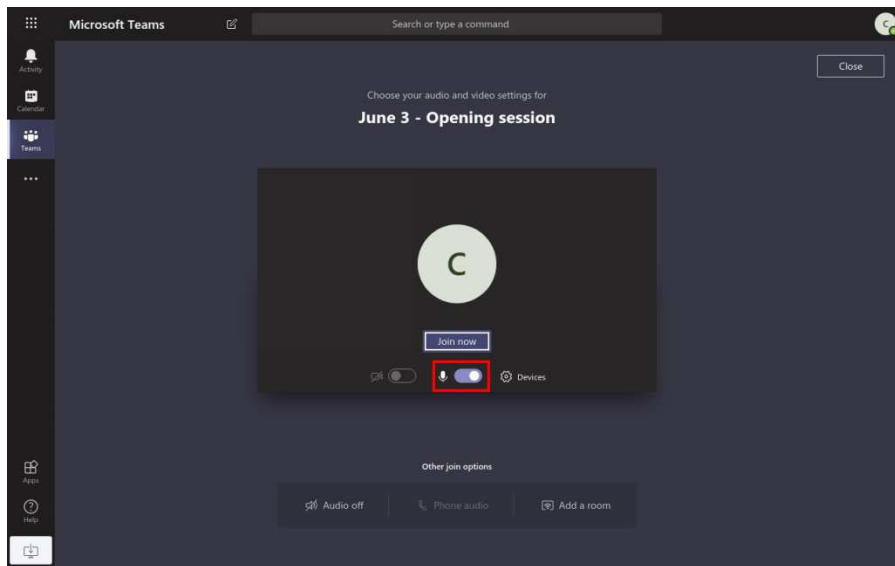 Microsoft Teams
Search or type a command
C
Activity
Calendar
Teams
Close
Choose your audio and video settings for
June 3 - Opening session
C
Join now
Devices
Other join options
Audio off
Phone audio
Add a room
Apps
Help